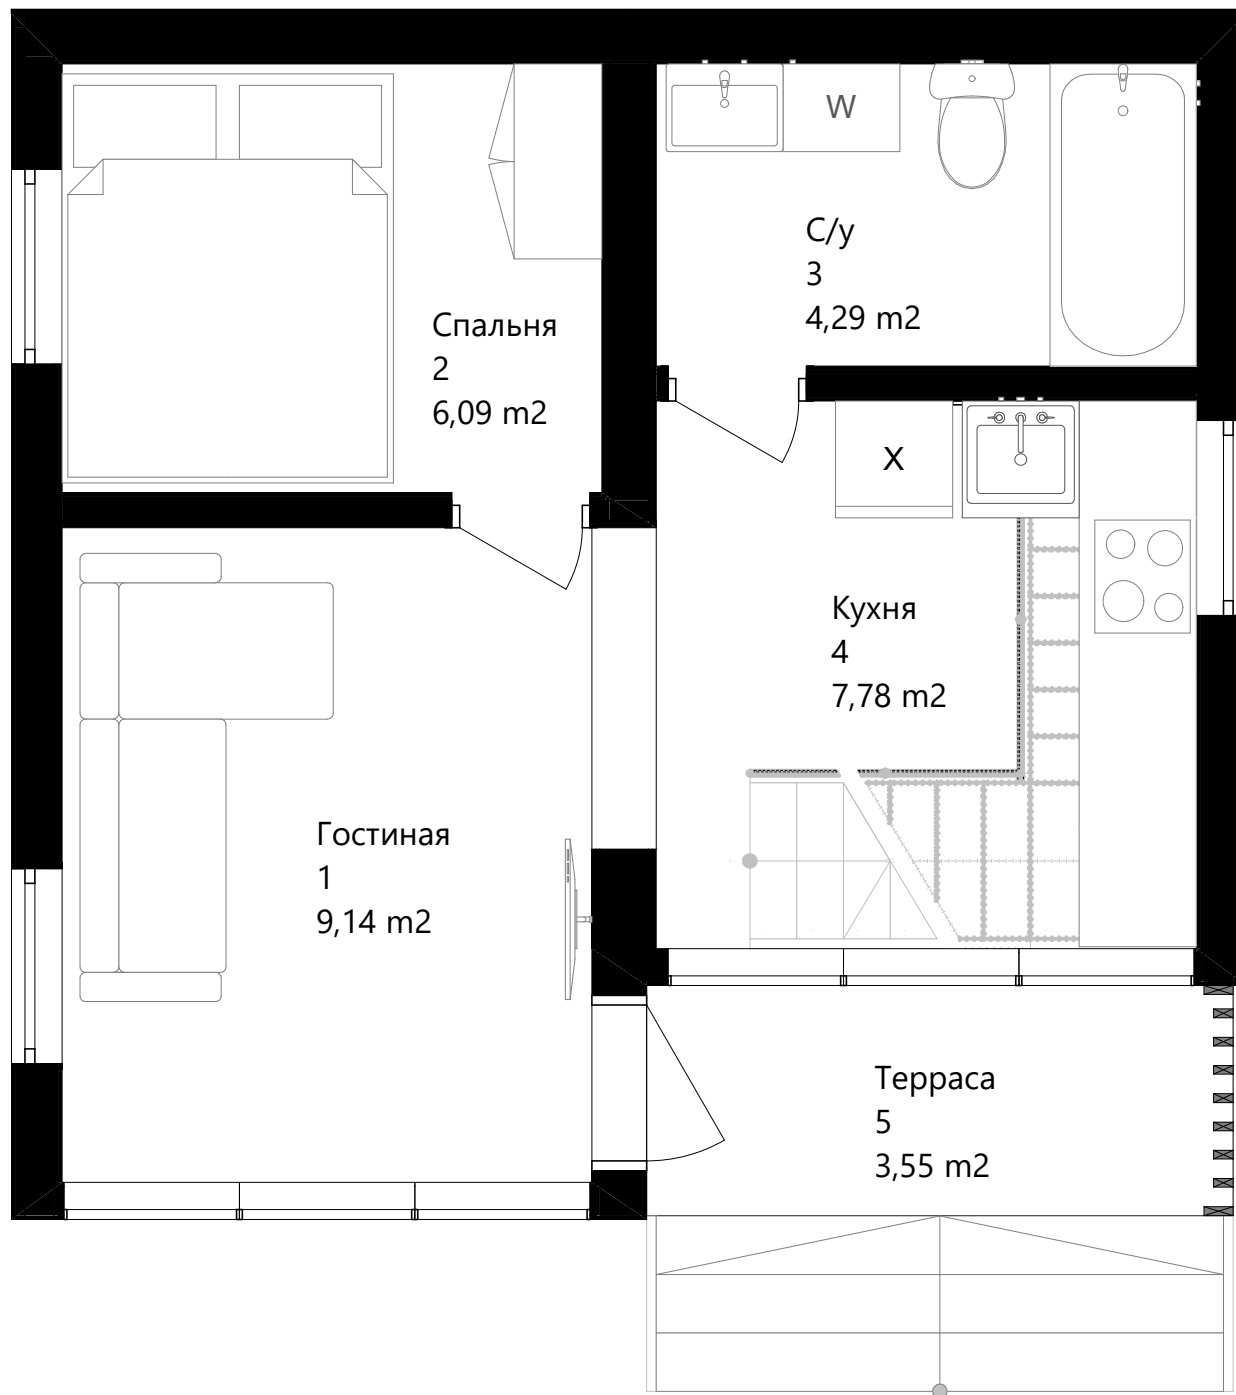 W
С/у
3
4,29 m2
Спальня
2
6,09 m2
X
Кухня
4
7,78 m2
Гостиная
1
9,14 m2
Терраса
5
3,55 m2